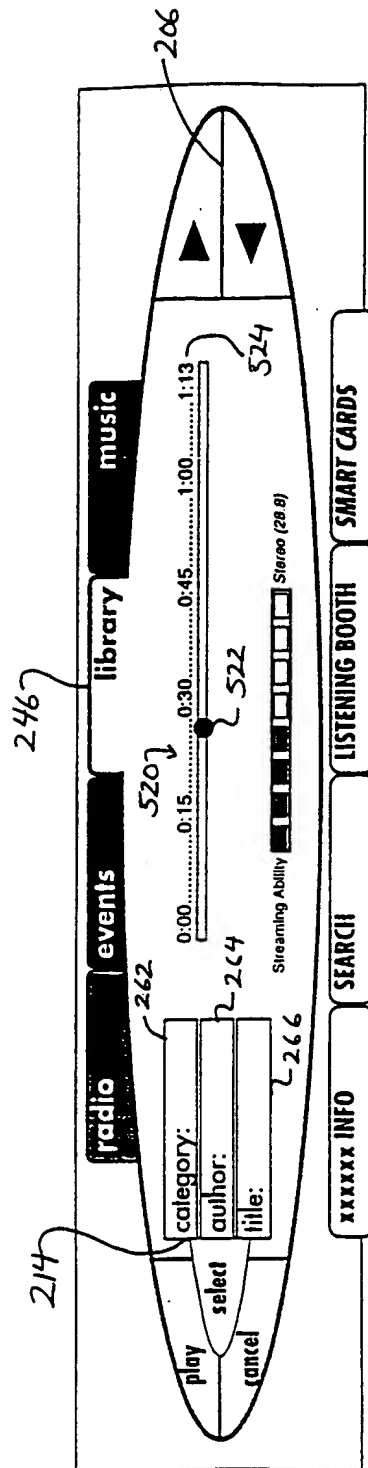 246
206
radio
events
library
music
214
262
264
266
play
select
cancel
category:
author:
title:
0:00..........0:15..........0:30..........0:45..........1:00..........1:13
520
522
524
Streaming Ability
Stereo (28.8)
xxxxxx INFO
SEARCH
LISTENING BOOTH
SMART CARDS